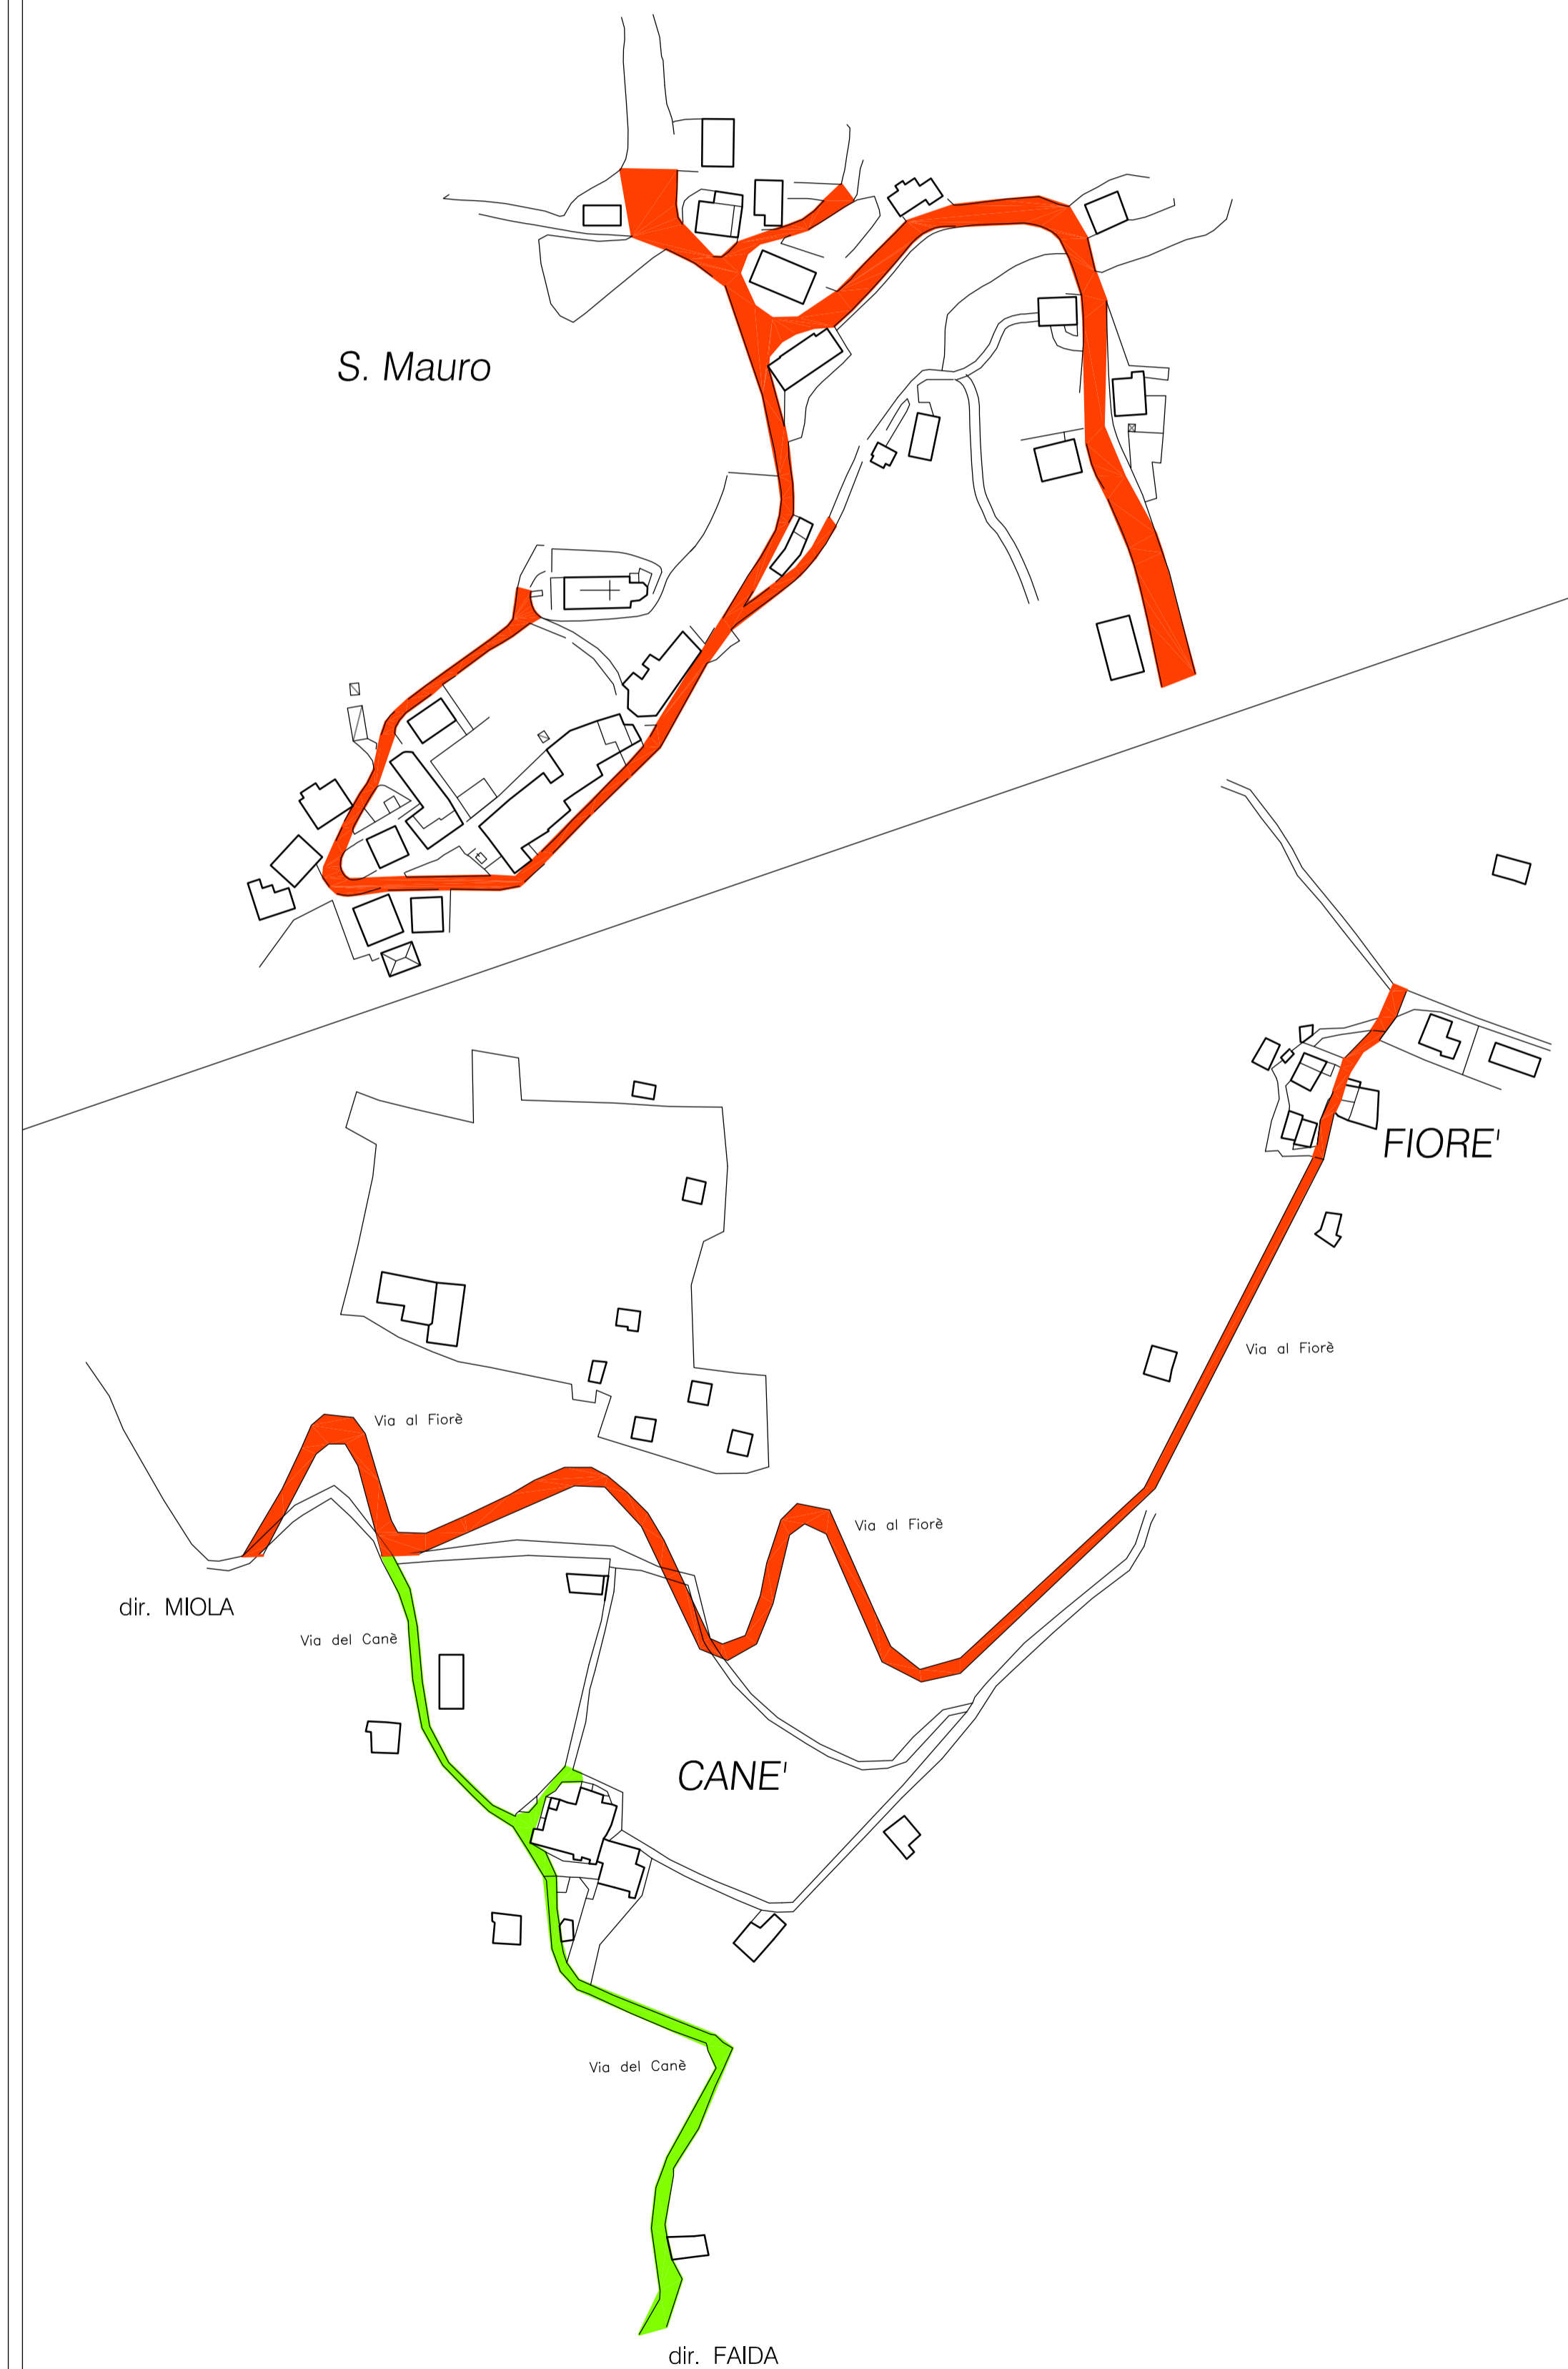 S. Mauro
FIORE'
Via al Fiorè
Via al Fiorè
Via al Fiorè
dir. MIOLA
Via del Canè
CANE'
Via del Canè
dir. FAIDA